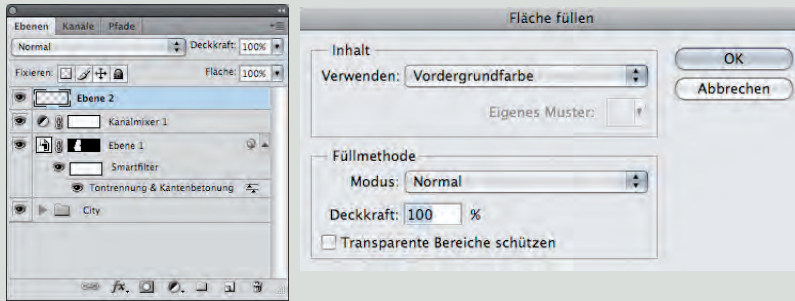 Ebenen Kanäle Pfade
Normal Deckkraft: 100%
Fixieren: Fläche: 100%
Ebene 2
Kanalmixer 1
Ebene 1
Smartfilter
Tontrennung & Kantenbetonung
City
fx.
Fläche füllen
Inhalt
Verwenden: Vordergrundfarbe
Eigenes Muster:
Füllmethode
Modus: Normal
Deckkraft: 100 %
Transparente Bereiche schützen
OK
Abbrechen